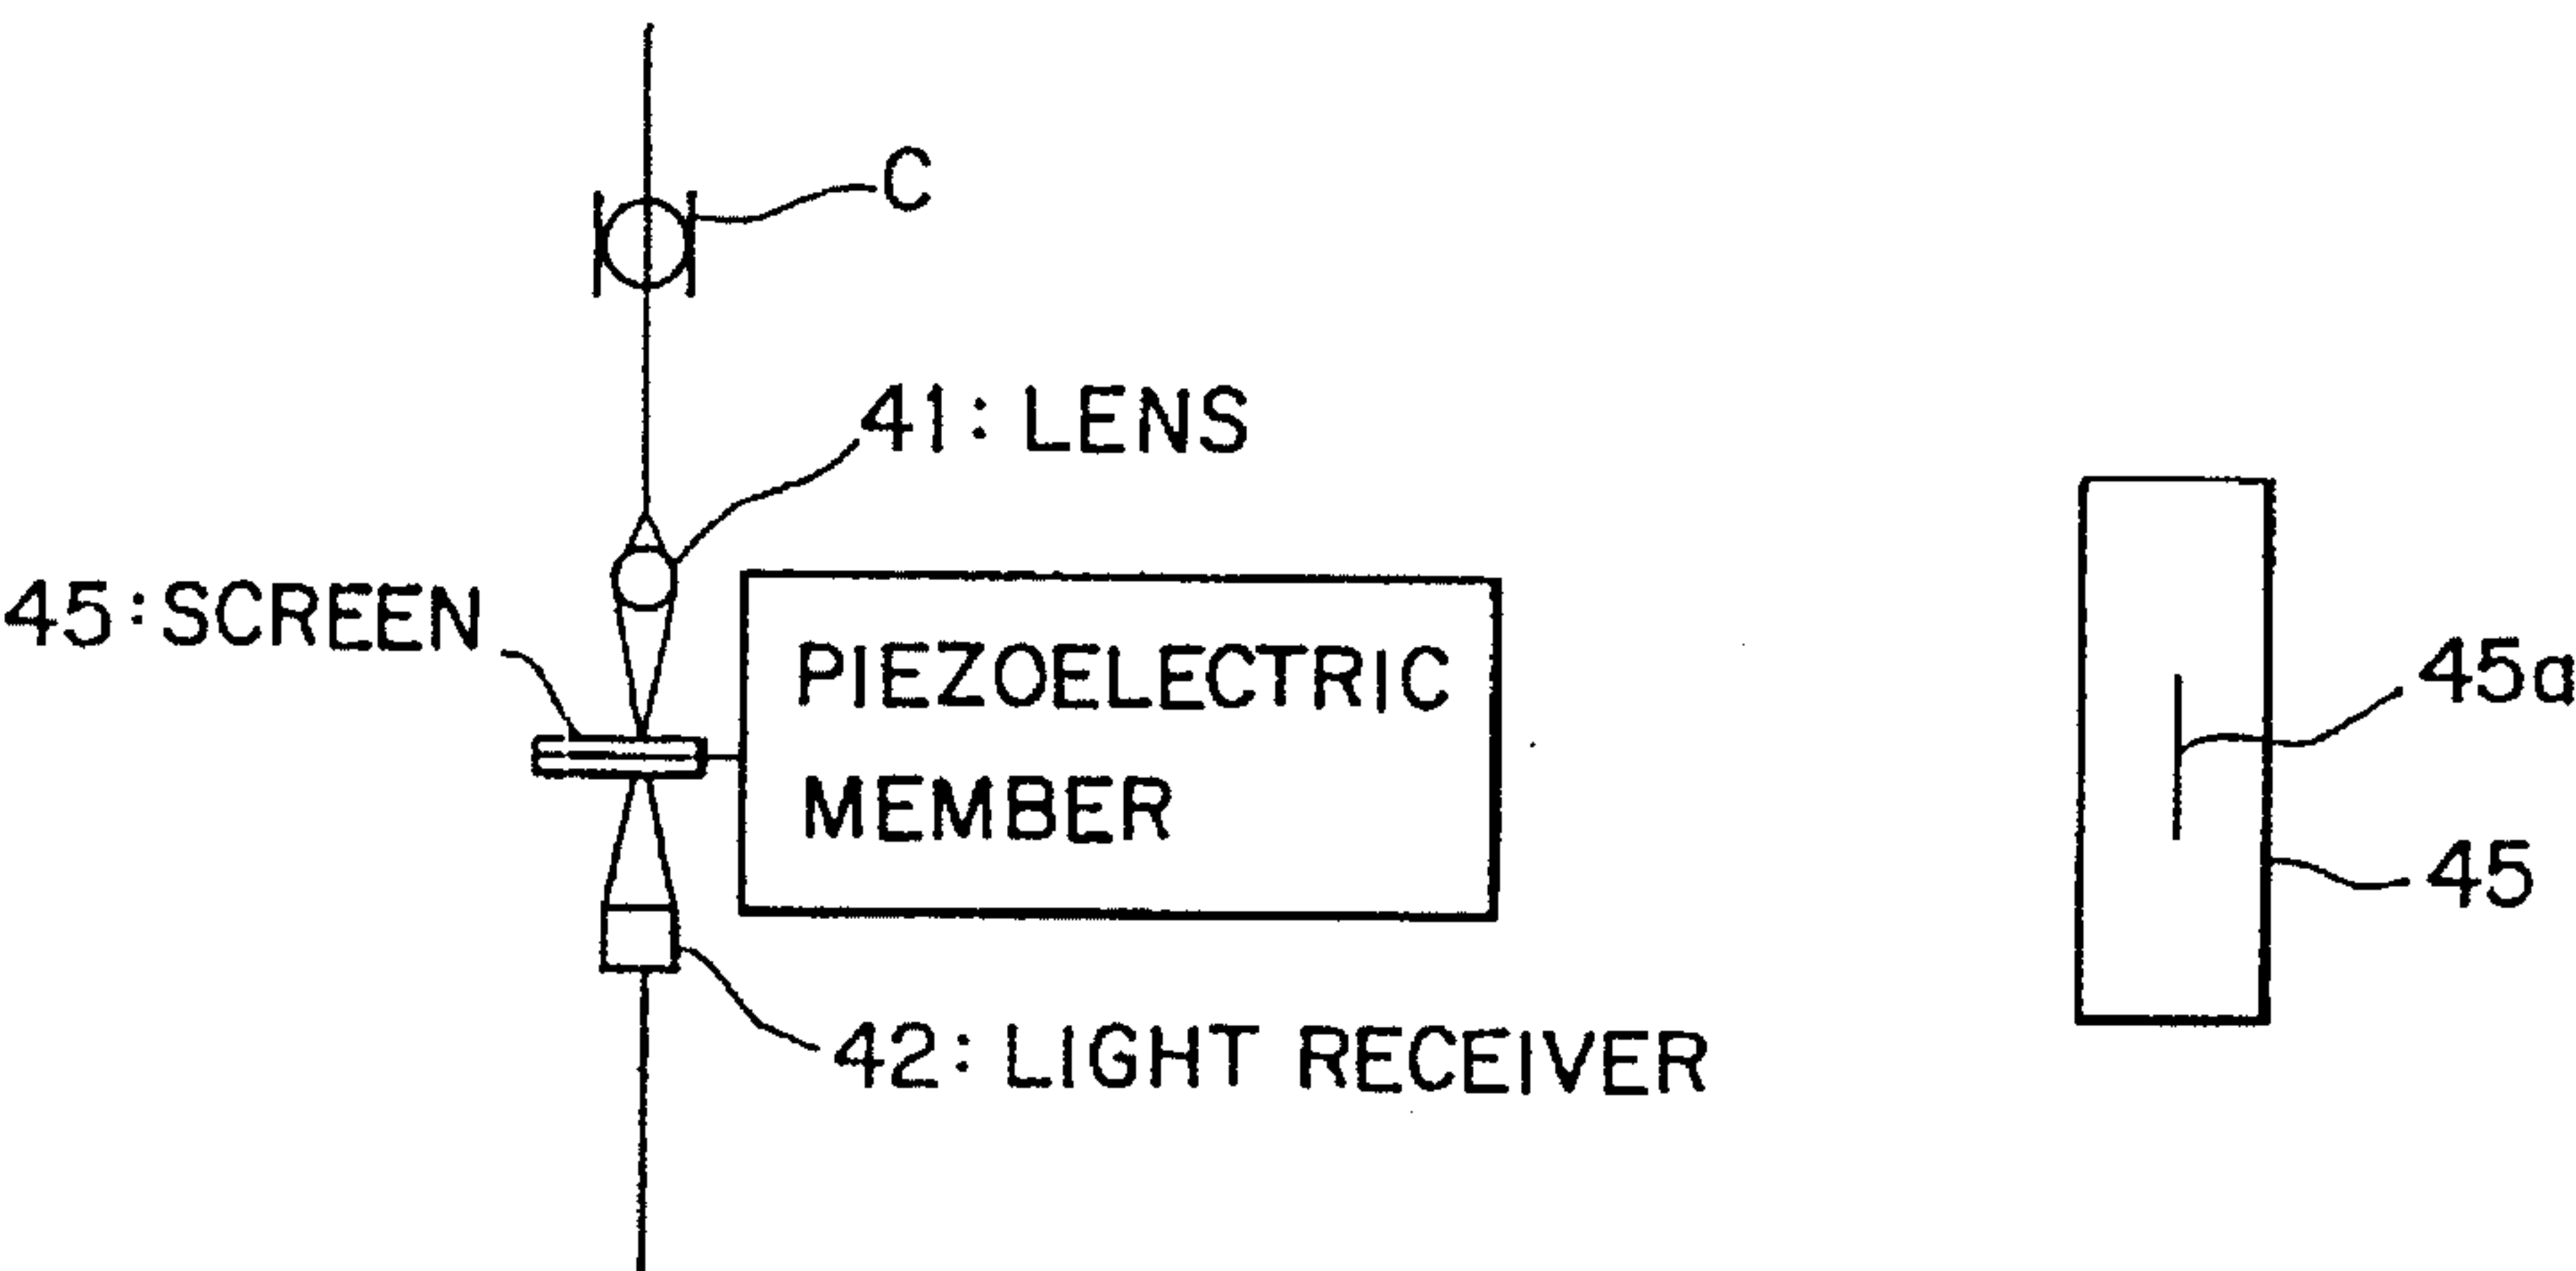 C
41: LENS
45: SCREEN
PIEZOELECTRIC
MEMBER
42: LIGHT RECEIVER
45a
45